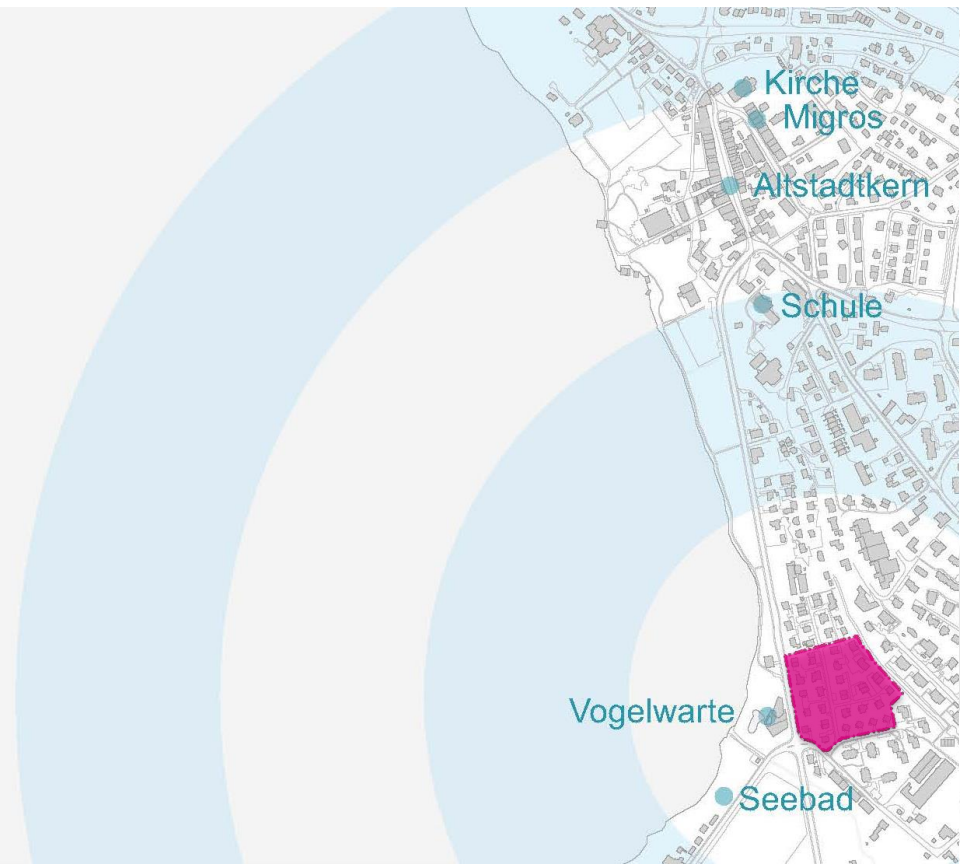 Kirche
Migros
Altstadtkern
Schule
Vogelwarte
Seebad